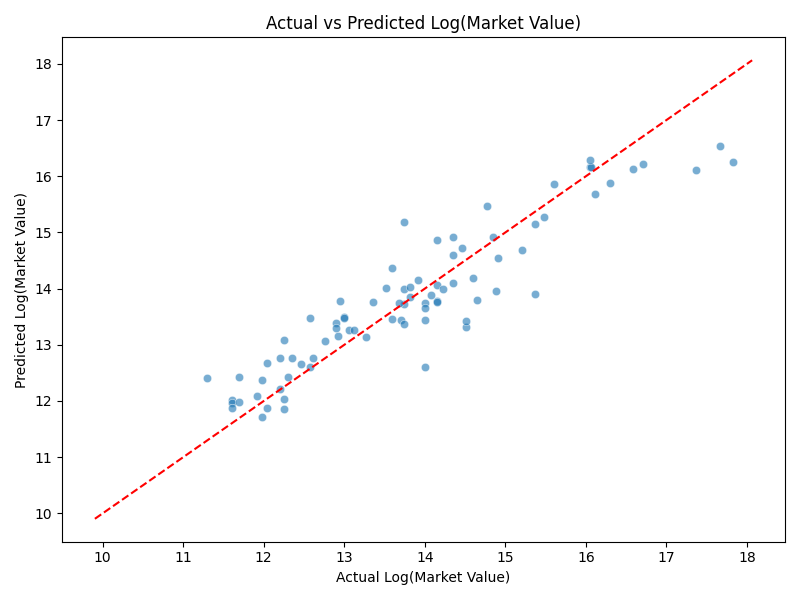 Actual vs Predicted Log(Market Value)
18
17
16
15
14
13
12
11
10
Predicted Log(Market Value)
10 11 12 13 14 15 16 17 18
Actual Log(Market Value)